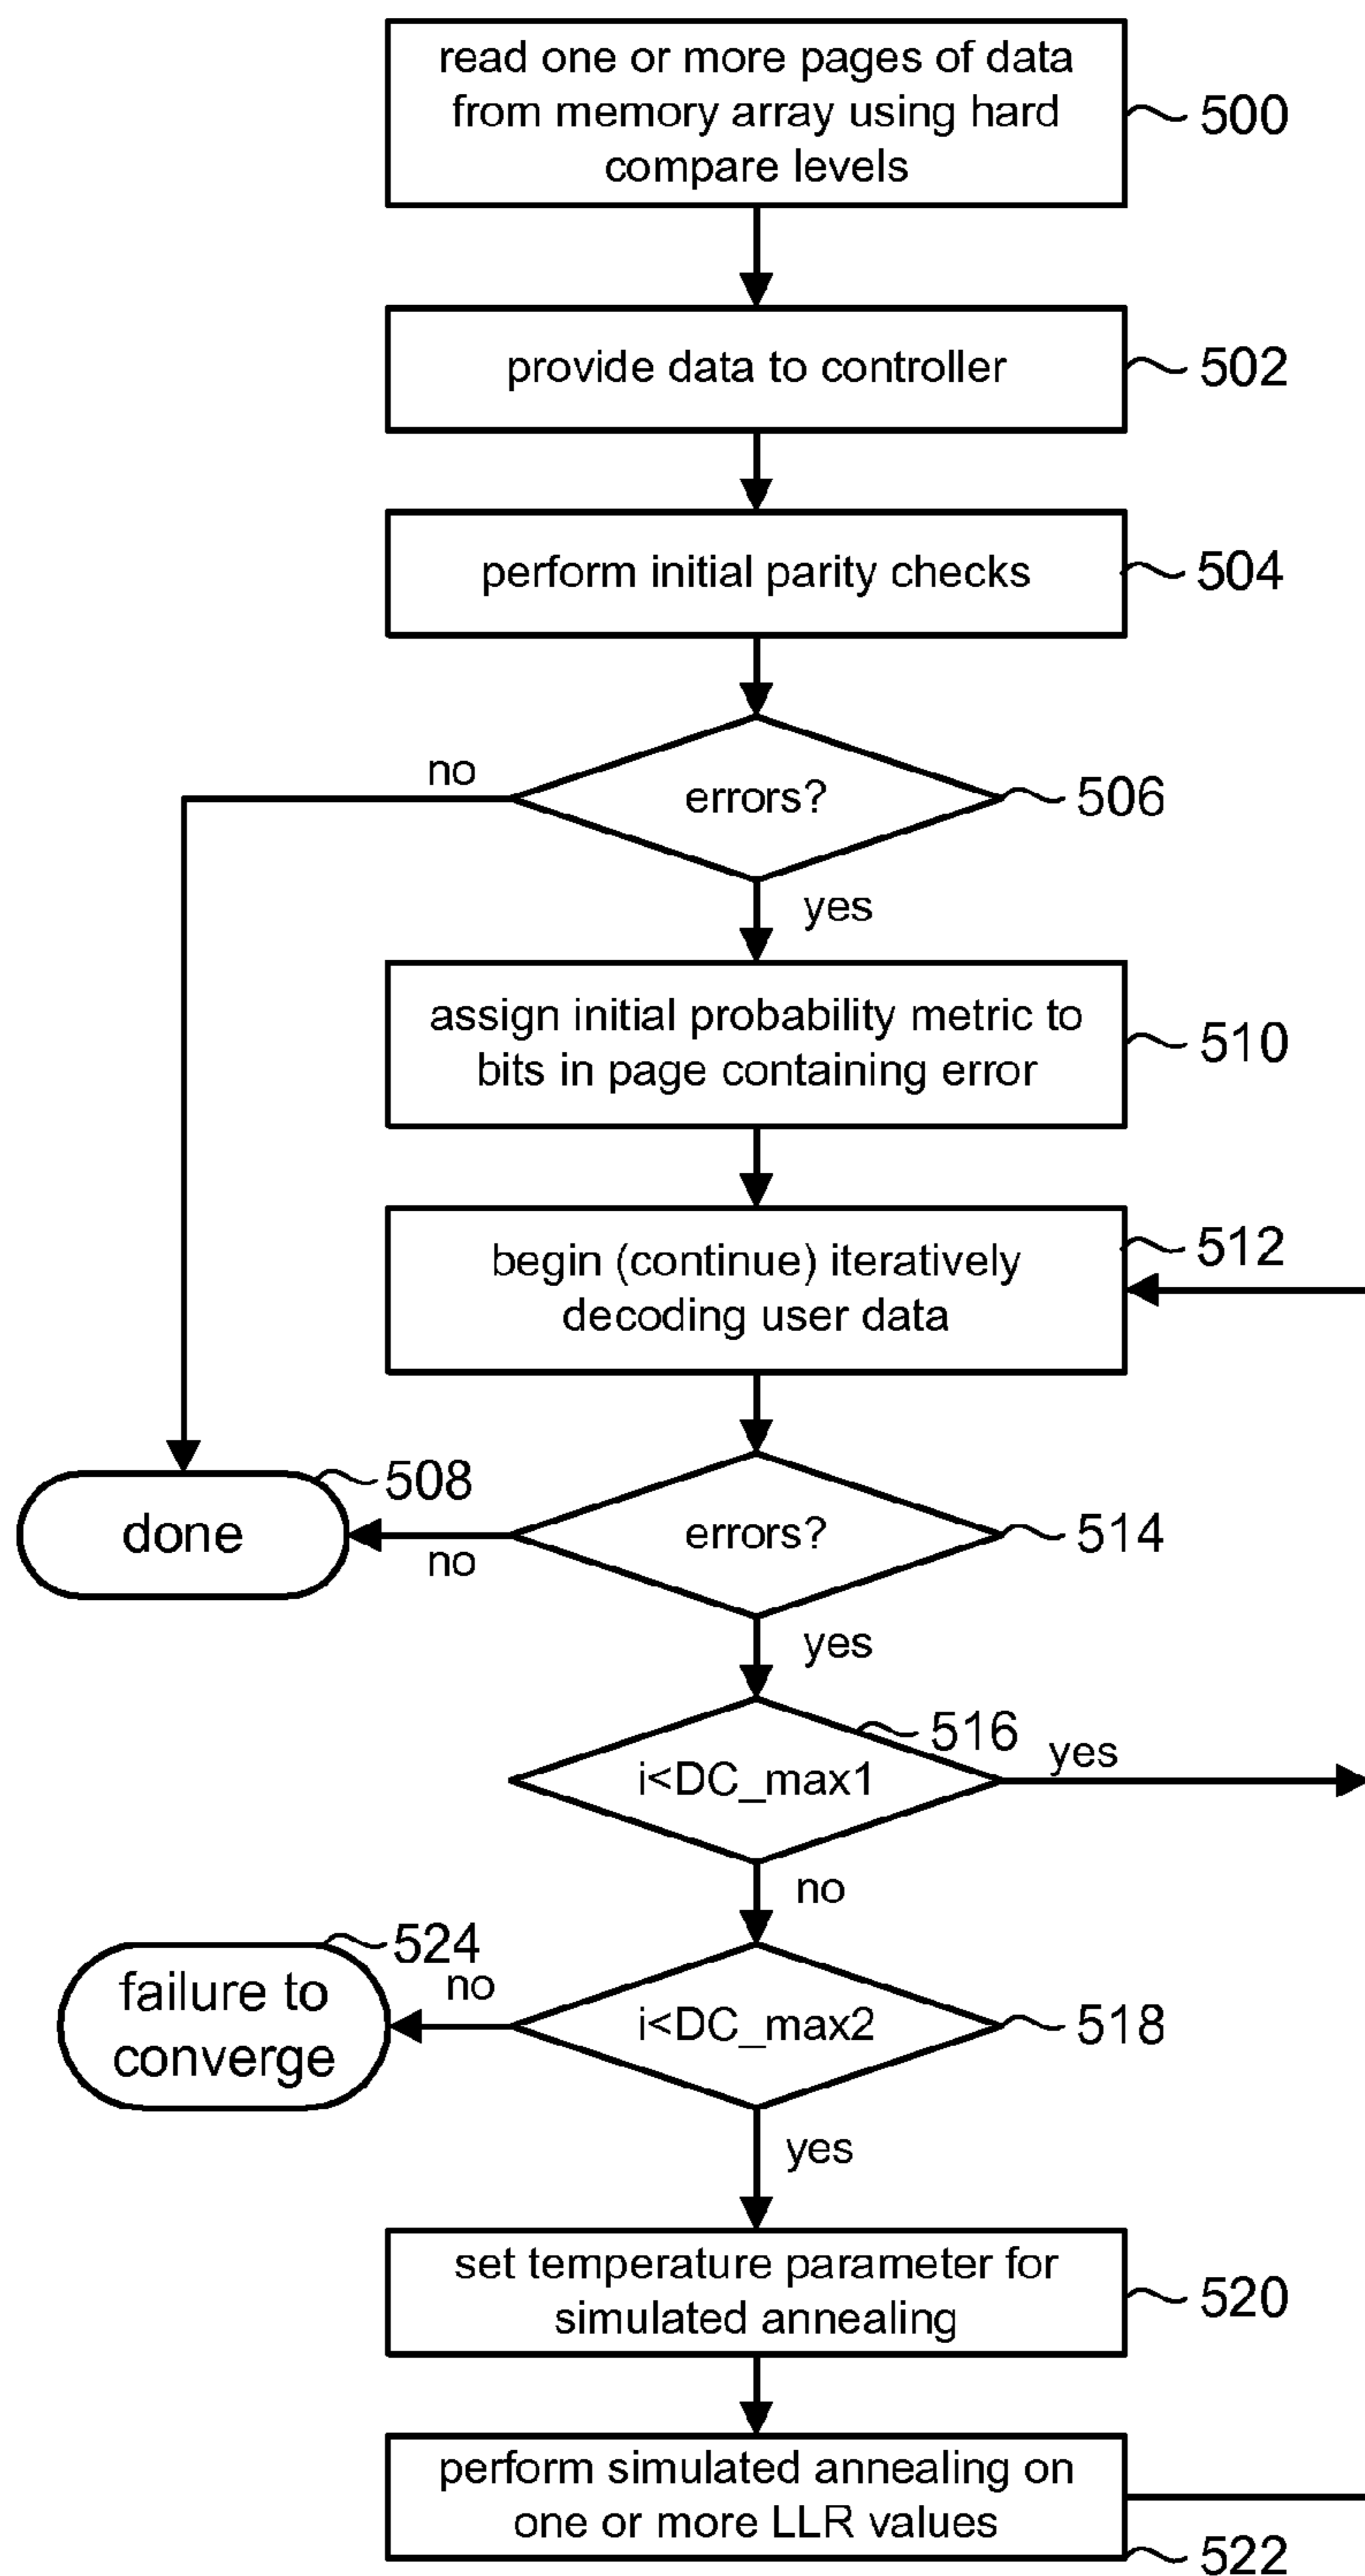 read one or more pages of data
from memory array using hard
compare levels
500
provide data to controller
502
perform initial parity checks
504
no
errors?
506
yes
assign initial probability metric to
bits in page containing error
510
begin (continue) iteratively
decoding user data
512
508
done
no
errors?
514
yes
516
i<DC_max1
yes
no
524
failure to
converge
no
i<DC_max2
518
yes
set temperature parameter for
simulated annealing
520
perform simulated annealing on
one or more LLR values
522